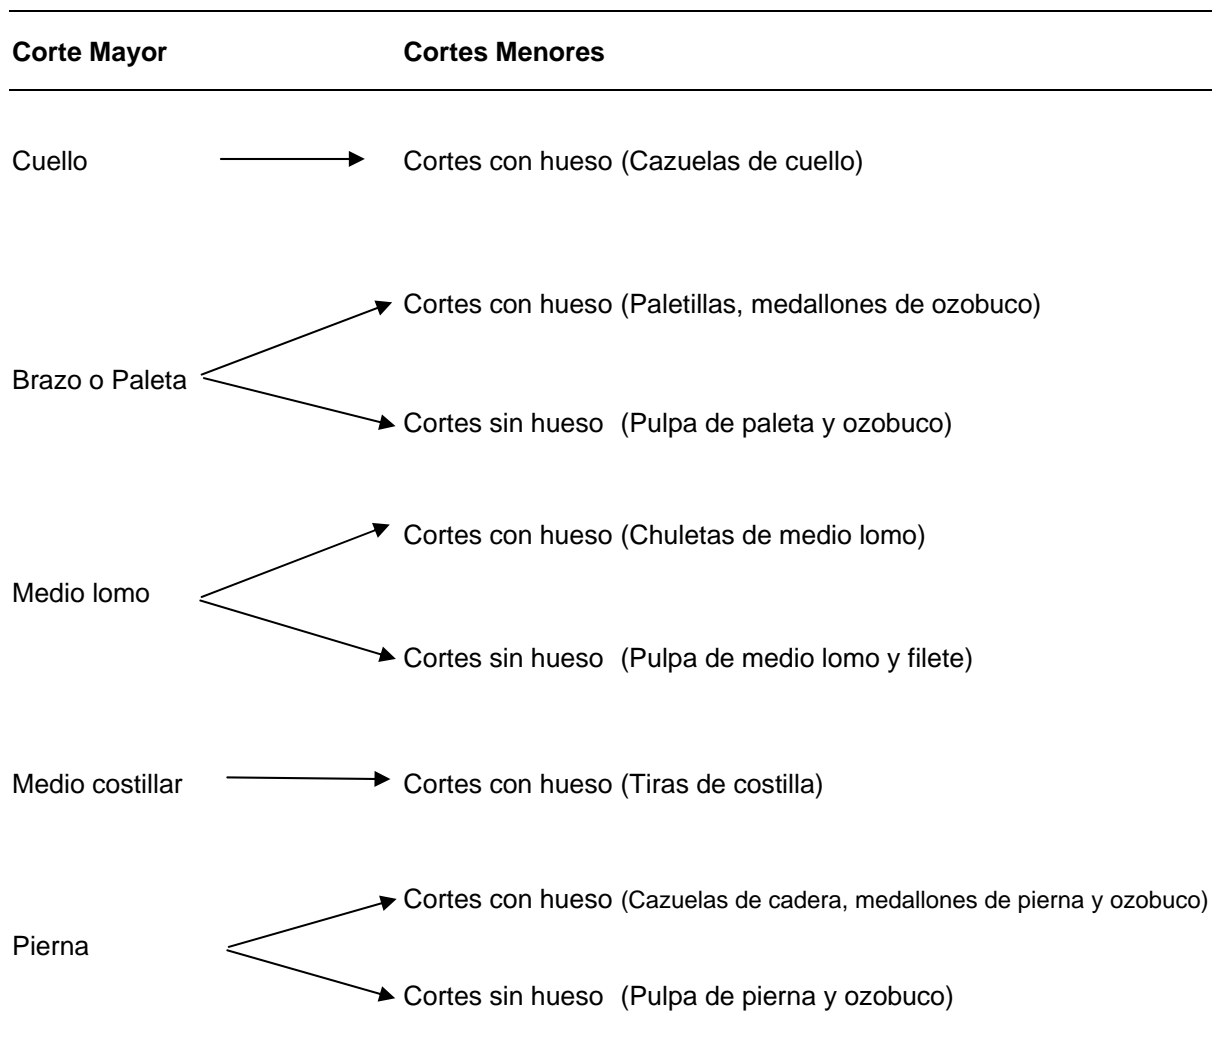 Corte Mayor Cortes Menores
Cuello Cortes con hueso (Cazuelas de cuello)
Cortes con hueso (Paletillas, medallones de ozobuco)
Brazo o Paleta
Cortes sin hueso (Pulpa de paleta y ozobuco)
Cortes con hueso (Chuletas de medio lomo)
Medio lomo
Cortes sin hueso (Pulpa de medio lomo y filete)
Medio costillar Cortes con hueso (Tiras de costilla)
Cortes con hueso (Cazuelas de cadera, medallones de pierna y ozobuco)
Pierna
Cortes sin hueso (Pulpa de pierna y ozobuco)